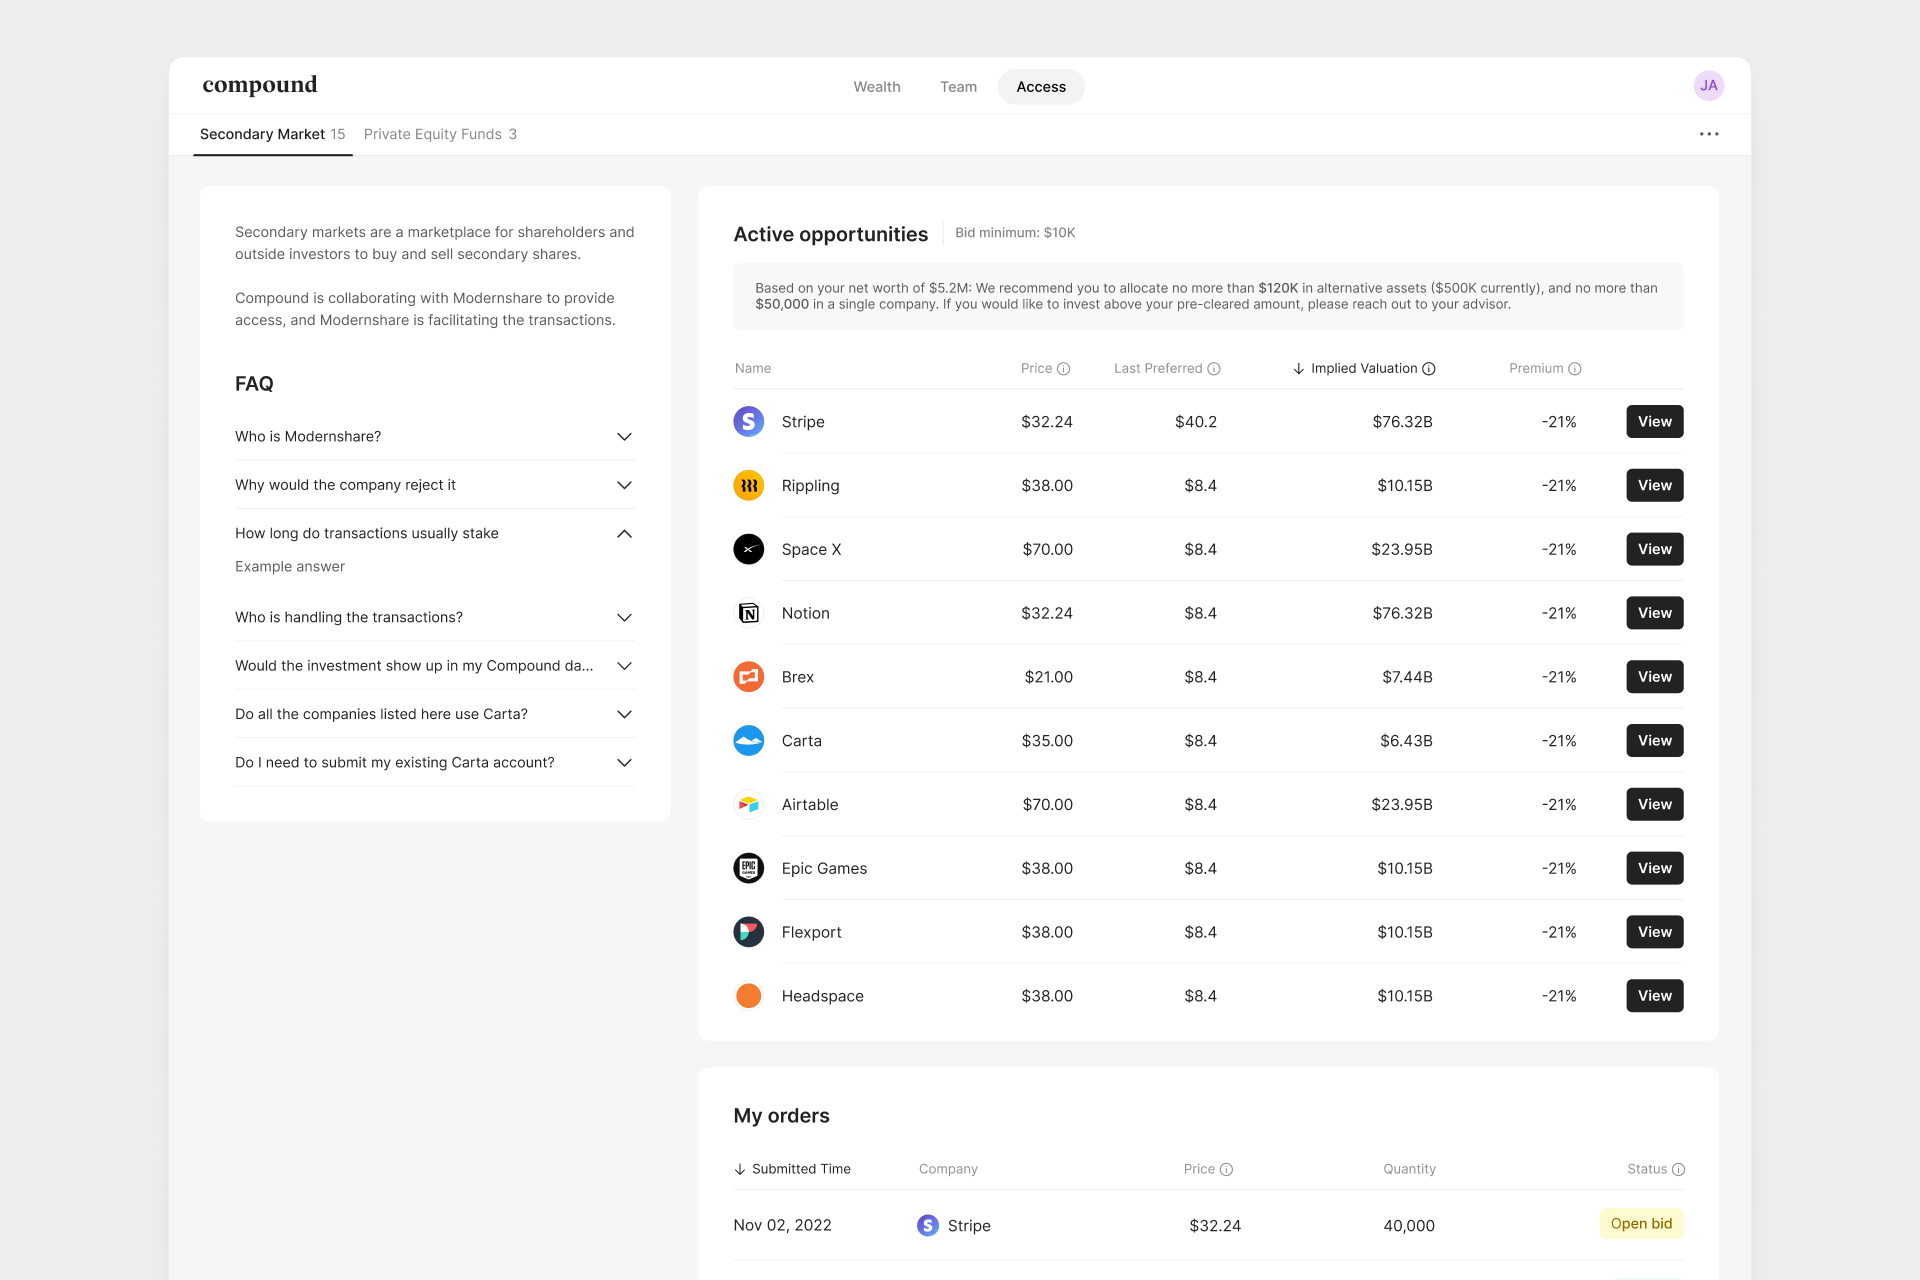 compound
Wealth Team Access
JA
Secondary Market 15 Private Equity Funds 3
Secondary markets are a marketplace for shareholders and
outside investors to buy and sell secondary shares.
Compound is collaborating with Modernshare to provide
access, and Modernshare is facilitating the transactions.
FAQ
Who is Modernshare?
Why would the company reject it
How long do transactions usually stake
Example answer
Who is handling the transactions?
Would the investment show up in my Compound da...
Do all the companies listed here use Carta?
Do I need to submit my existing Carta account?
Active opportunities Bid minimum: $10K
Based on your net worth of $5.2M: We recommend you to allocate no more than $120K in alternative assets ($500K currently), and no more than
$50,000 in a single company. If you would like to invest above your pre-cleared amount, please reach out to your advisor.
Name Price Last Preferred Implied Valuation Premium
S Stripe $32.24 $40.2 $76.32B -21% View
Rippling $38.00 $8.4 $10.15B -21% View
Space X $70.00 $8.4 $23.95B -21% View
N Notion $32.24 $8.4 $76.32B -21% View
Brex $21.00 $8.4 $7.44B -21% View
Carta $35.00 $8.4 $6.43B -21% View
Airtable $70.00 $8.4 $23.95B -21% View
EPIC GAMES Epic Games $38.00 $8.4 $10.15B -21% View
Flexport $38.00 $8.4 $10.15B -21% View
Headspace $38.00 $8.4 $10.15B -21% View
My orders
Submitted Time Company Price Quantity Status
Nov 02, 2022 S Stripe $32.24 40,000 Open bid